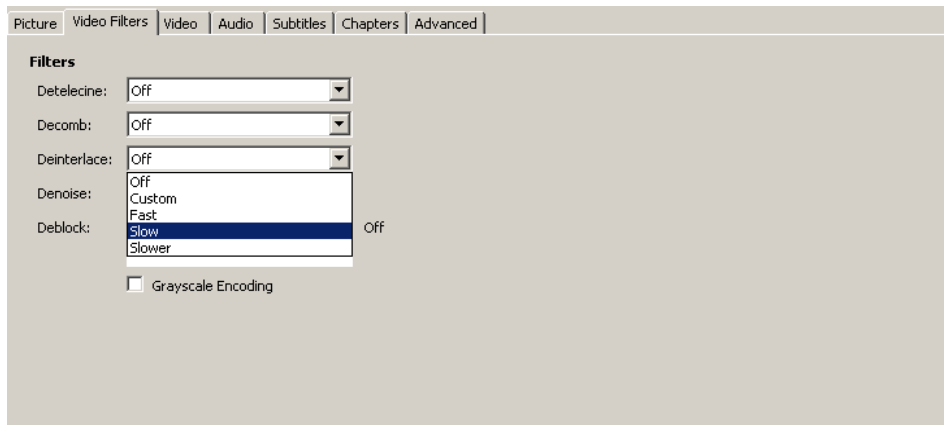 Picture Video Filters Video Audio Subtitles Chapters Advanced
Filters
Detelecine: Off
Decomb: Off
Deinterlace: Off
Off
Custom
Fast
Slow
Slower
Denoise:
Deblock: Off
Grayscale Encoding